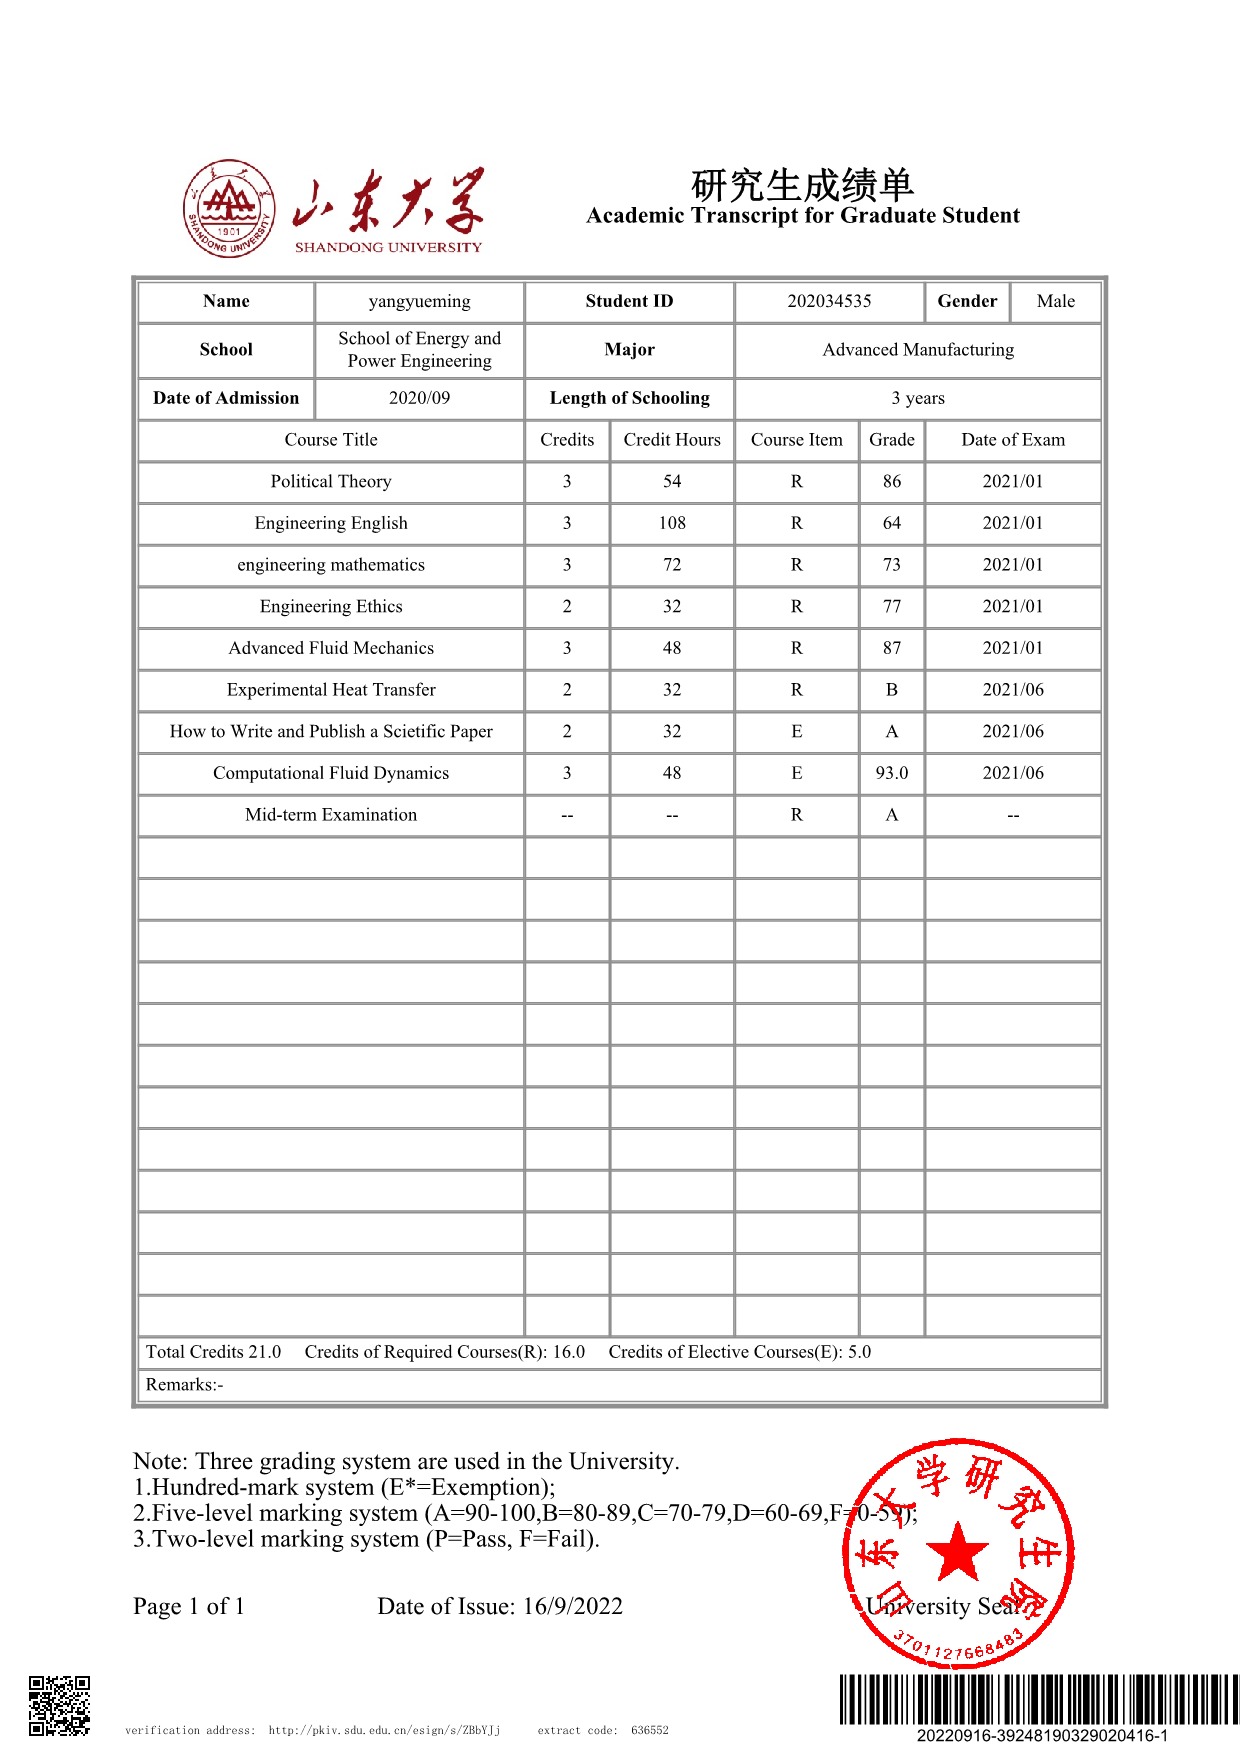 山东大学
SHANDONG UNIVERSITY
1901
SHANDONG UNIVERSITY
研究生成绩单
Academic Transcript for Graduate Student
Name yangyueming Student ID 202034535 Gender Male
School School of Energy and Power Engineering Major Advanced Manufacturing
Date of Admission 2020/09 Length of Schooling 3 years
Course Title Credits Credit Hours Course Item Grade Date of Exam
Political Theory 3 54 R 86 2021/01
Engineering English 3 108 R 64 2021/01
engineering mathematics 3 72 R 73 2021/01
Engineering Ethics 2 32 R 77 2021/01
Advanced Fluid Mechanics 3 48 R 87 2021/01
Experimental Heat Transfer 2 32 R B 2021/06
How to Write and Publish a Scietific Paper 2 32 E A 2021/06
Computational Fluid Dynamics 3 48 E 93.0 2021/06
Mid-term Examination -- -- R A --
Total Credits 21.0 Credits of Required Courses(R): 16.0 Credits of Elective Courses(E): 5.0
Remarks:-
Note: Three grading system are used in the University.
1.Hundred-mark system (E*=Exemption);
2.Five-level marking system (A=90-100,B=80-89,C=70-79,D=60-69,F=0-59);
3.Two-level marking system (P=Pass, F=Fail).
Page 1 of 1 Date of Issue: 16/9/2022 University Seal
山东大学研究生院
3701127668483
verification address: http://pkiv.sdu.edu.cn/esign/s/ZBbYJj extract code: 636552
20220916-39248190329020416-1